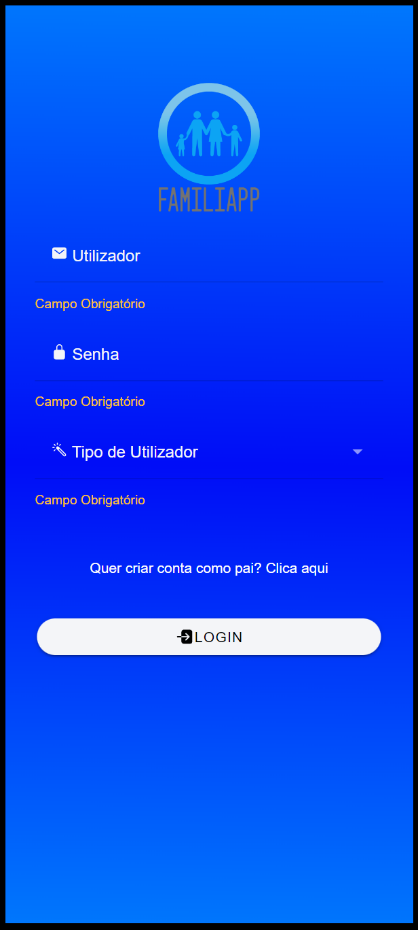 FAMILIAPP
Utilizador
Campo Obrigatório
Senha
Campo Obrigatório
Tipo de Utilizador
Campo Obrigatório
Quer criar conta como pai? Clica aqui
LOGIN